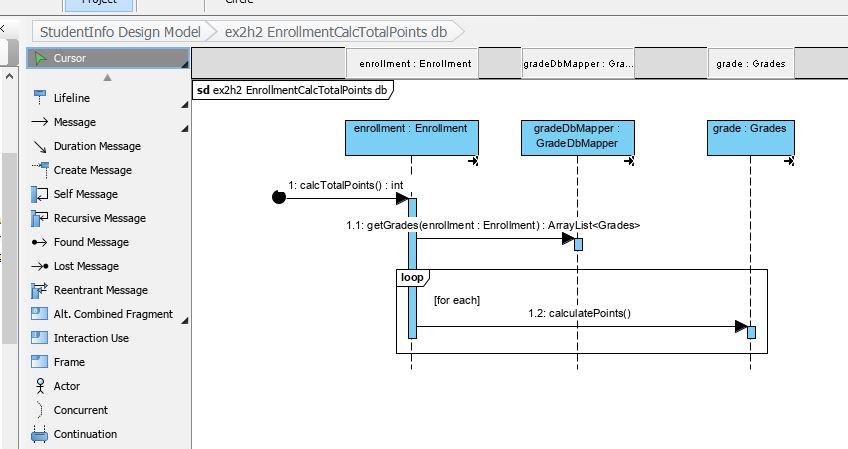 Project
Circle
StudentInfo Design Model
ex2h2 EnrollmentCalcTotalPoints db
Cursor
Lifeline
Message
Duration Message
Create Message
Self Message
Recursive Message
Found Message
Lost Message
Reentrant Message
Alt. Combined Fragment
Interaction Use
Frame
Actor
Concurrent
Continuation
enrollment : Enrollment
gradeDbMapper : Gra...
grade : Grades
sd ex2h2 EnrollmentCalcTotalPoints db
enrollment : Enrollment
gradeDbMapper :
GradeDbMapper
grade : Grades
1: calcTotalPoints() : int
1.1: getGrades(enrollment : Enrollment) : ArrayList<Grades>
loop
[for each]
1.2: calculatePoints()